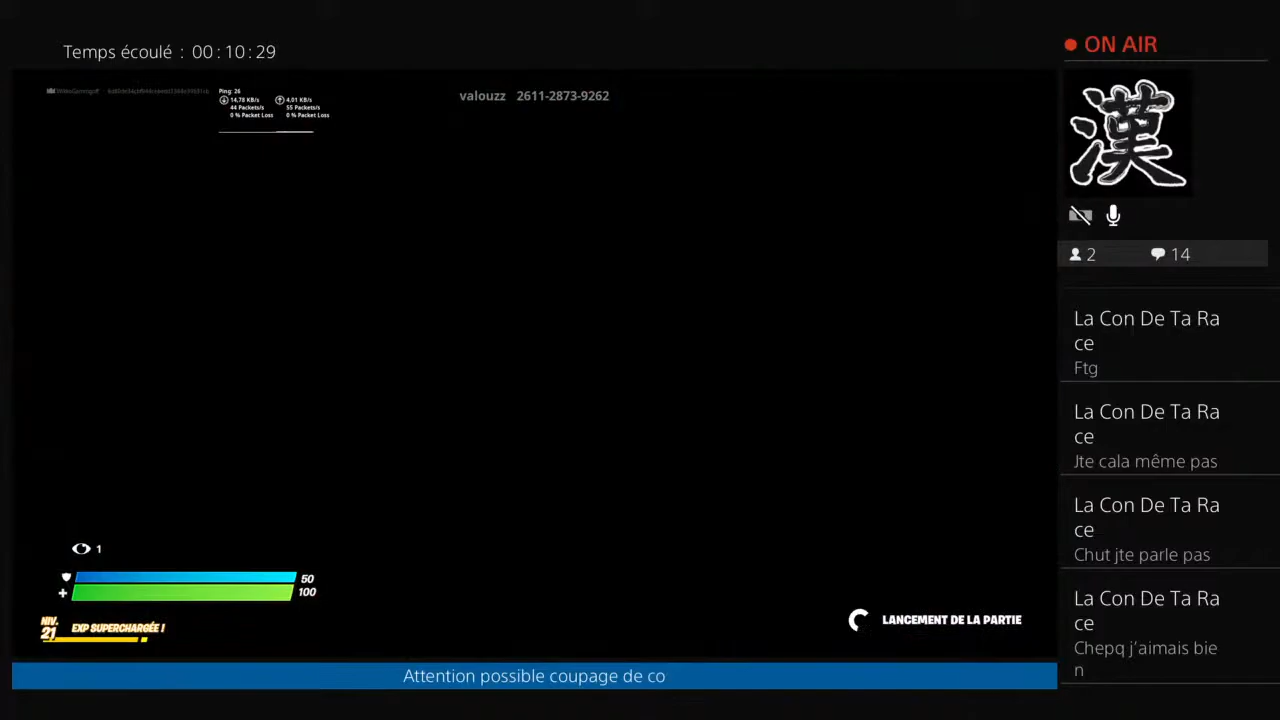 Temps écoulé : 00:10:29
ON AIR
Ping: 26
14,78 KB/s 4,01 KB/s
44 Packets/s 55 Packets/s
0 % Packet Loss 0 % Packet Loss
valouzz 2611-2873-9262
漢
2 14
La Con De Ta Ra
ce
Ftg
La Con De Ta Ra
ce
Jte cala même pas
La Con De Ta Ra
ce
Chut jte parle pas
La Con De Ta Ra
ce
Chepq j’aimais bie
n
1
50
100
NIV.
21
EXP SUPERCHARGÉE !
LANCEMENT DE LA PARTIE
Attention possible coupage de co